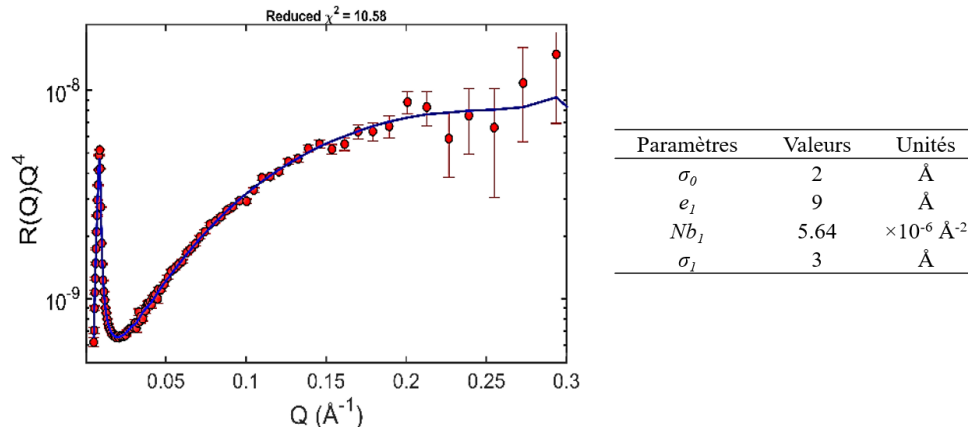 Reduced χ² = 10.58
R(Q)Q⁴
10⁻⁸
10⁻⁹
0.05 0.1 0.15 0.2 0.25 0.3
Q (Å⁻¹)
Paramètres Valeurs Unités
σ₀ 2 Å
e₁ 9 Å
Nb₁ 5.64 ×10⁻⁶ Å⁻²
σ₁ 3 Å